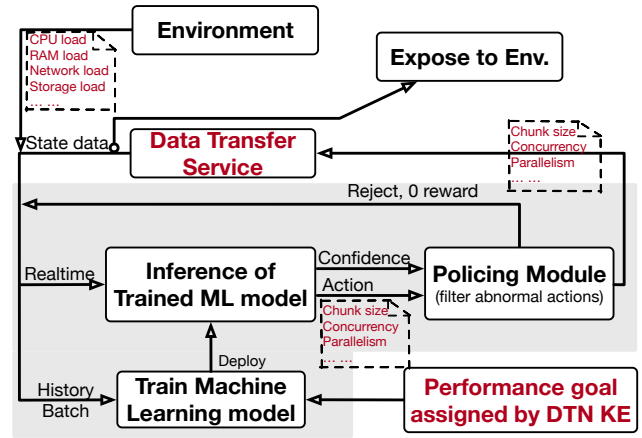 Environment
CPU load
RAM load
Network load
Storage load
... ...
Expose to Env.
State data
Data Transfer
Service
Chunk size
Concurrency
Parallelism
... ...
Reject, 0 reward
Realtime
Inference of
Trained ML model
Confidence
Action
Policing Module
(filter abnormal actions)
Chunk size
Concurrency
Parallelism
... ...
Deploy
History
Batch
Train Machine
Learning model
Performance goal
assigned by DTN KE